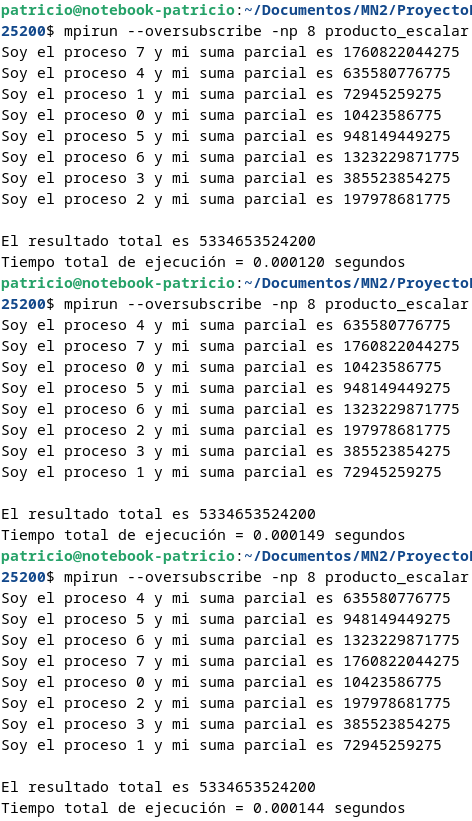 patricio@notebook-patricio:~/Documentos/MN2/Proyecto
25200$ mpirun --oversubscribe -np 8 producto_escalar
Soy el proceso 7 y mi suma parcial es 1760822044275
Soy el proceso 4 y mi suma parcial es 635580776775
Soy el proceso 1 y mi suma parcial es 72945259275
Soy el proceso 0 y mi suma parcial es 10423586775
Soy el proceso 5 y mi suma parcial es 948149449275
Soy el proceso 6 y mi suma parcial es 1323229871775
Soy el proceso 3 y mi suma parcial es 385523854275
Soy el proceso 2 y mi suma parcial es 197978681775
El resultado total es 5334653524200
Tiempo total de ejecución = 0.000120 segundos
patricio@notebook-patricio:~/Documentos/MN2/Proyecto
25200$ mpirun --oversubscribe -np 8 producto_escalar
Soy el proceso 4 y mi suma parcial es 635580776775
Soy el proceso 7 y mi suma parcial es 1760822044275
Soy el proceso 0 y mi suma parcial es 10423586775
Soy el proceso 5 y mi suma parcial es 948149449275
Soy el proceso 6 y mi suma parcial es 1323229871775
Soy el proceso 2 y mi suma parcial es 197978681775
Soy el proceso 3 y mi suma parcial es 385523854275
Soy el proceso 1 y mi suma parcial es 72945259275
El resultado total es 5334653524200
Tiempo total de ejecución = 0.000149 segundos
patricio@notebook-patricio:~/Documentos/MN2/Proyecto
25200$ mpirun --oversubscribe -np 8 producto_escalar
Soy el proceso 4 y mi suma parcial es 635580776775
Soy el proceso 5 y mi suma parcial es 948149449275
Soy el proceso 6 y mi suma parcial es 1323229871775
Soy el proceso 7 y mi suma parcial es 1760822044275
Soy el proceso 0 y mi suma parcial es 10423586775
Soy el proceso 2 y mi suma parcial es 197978681775
Soy el proceso 3 y mi suma parcial es 385523854275
Soy el proceso 1 y mi suma parcial es 72945259275
El resultado total es 5334653524200
Tiempo total de ejecución = 0.000144 segundos